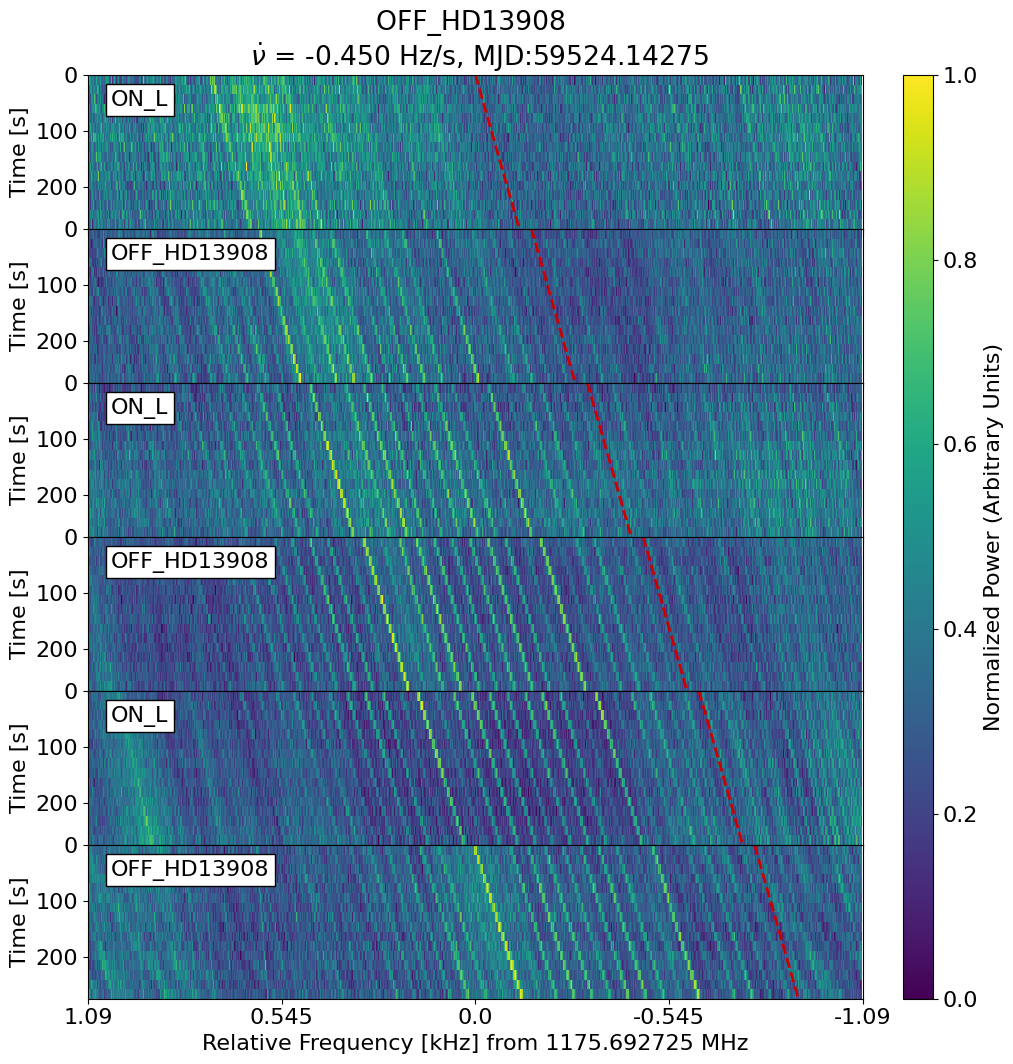 OFF_HD13908
ν̇ = -0.450 Hz/s, MJD:59524.14275
0
100
200
Time [s]
ON_L
0
100
200
Time [s]
OFF_HD13908
0
100
200
Time [s]
ON_L
0
100
200
Time [s]
OFF_HD13908
0
100
200
Time [s]
ON_L
0
100
200
Time [s]
OFF_HD13908
1.09 0.545 0.0 -0.545 -1.09
Relative Frequency [kHz] from 1175.692725 MHz
1.0
0.8
0.6
0.4
0.2
0.0
Normalized Power (Arbitrary Units)